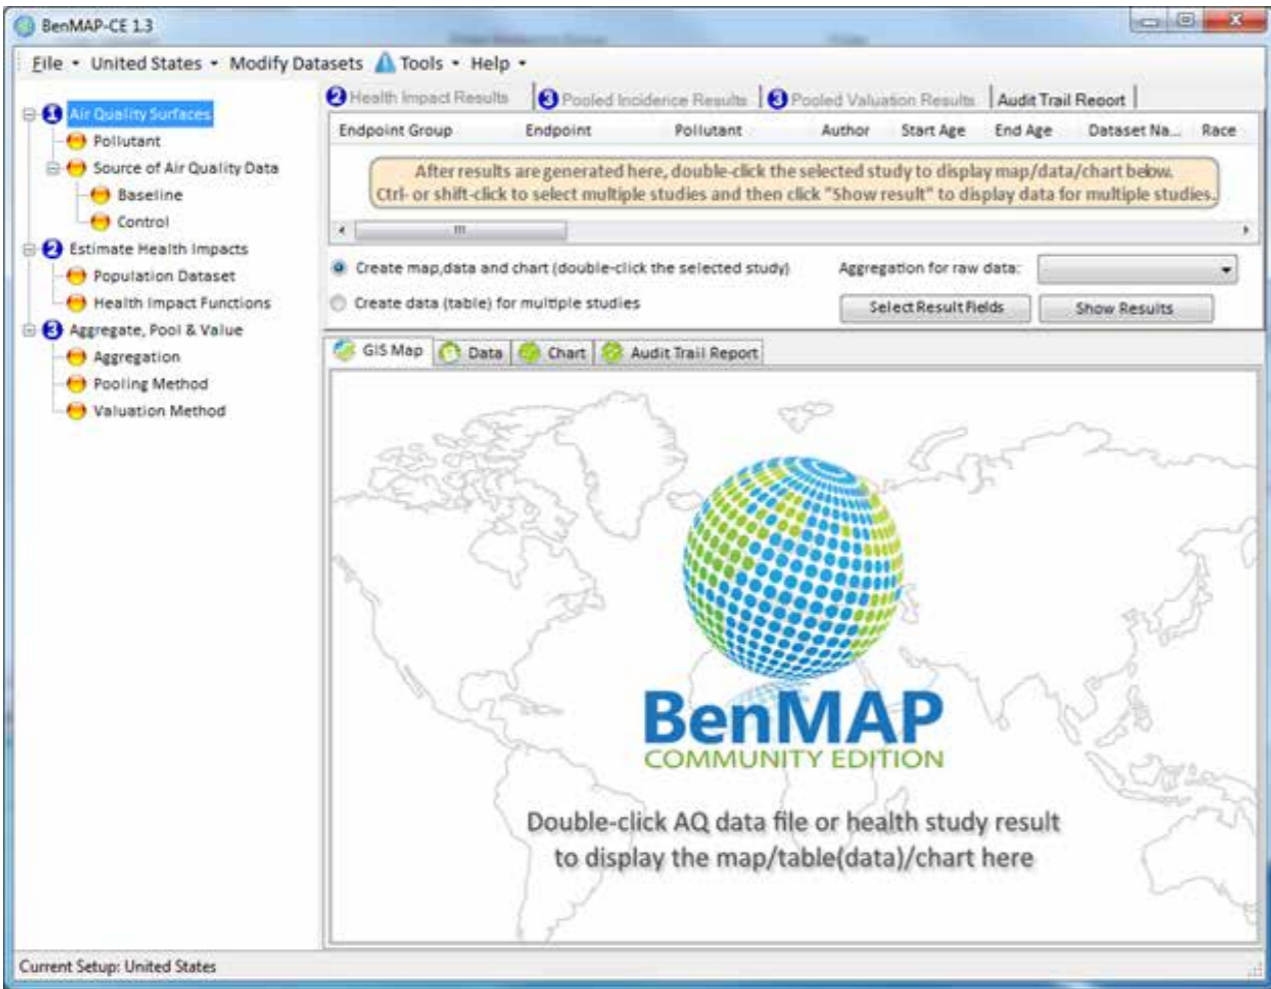 BenMAP-CE 1.3
File United States Modify Datasets Tools Help
Air Quality Surfaces
Pollutant
Source of Air Quality Data
Baseline
Control
2 Estimate Health Impacts
Population Dataset
Health Impact Functions
3 Aggregate, Pool & Value
Aggregation
Pooling Method
Valuation Method
2 Health Impact Results 3 Pooled Incidence Results 3 Pooled Valuation Results Audit Trail Report
Endpoint Group Endpoint Pollutant Author Start Age End Age Dataset Na... Race
After results are generated here, double-click the selected study to display map/data/chart below.
Ctrl- or shift-click to select multiple studies and then click "Show result" to display data for multiple studies.
Create map,data and chart (double-click the selected study) Aggregation for raw data:
Create data (table) for multiple studies Select Result Fields Show Results
GIS Map Data Chart Audit Trail Report
BenMAP
COMMUNITY EDITION
Double-click AQ data file or health study result
to display the map/table(data)/chart here
Current Setup: United States